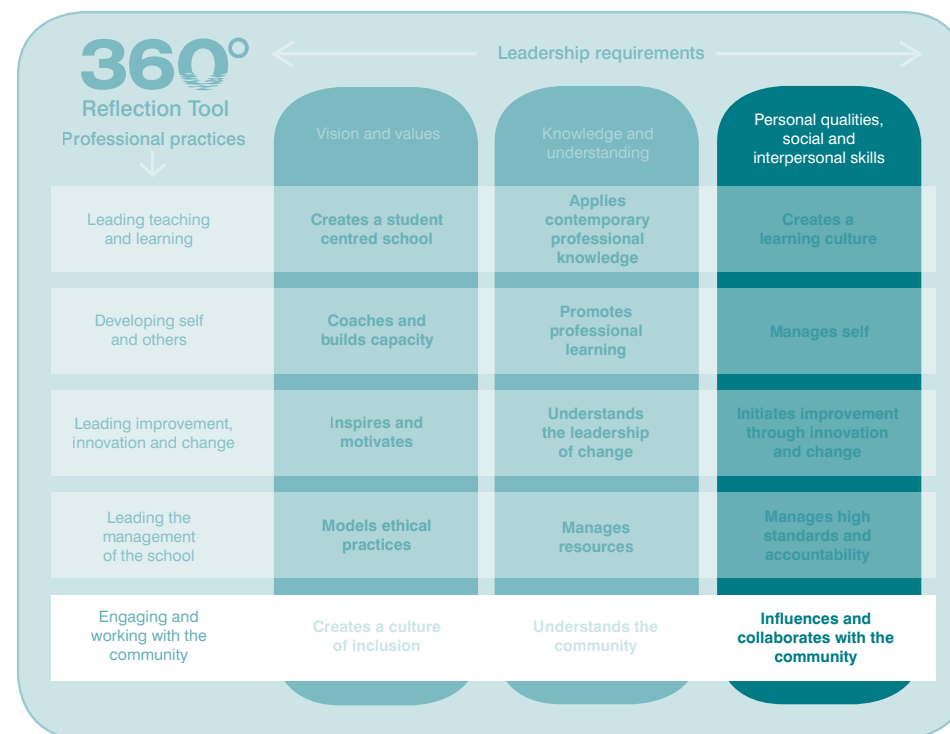 360°
Reflection Tool
Professional practices
Leadership requirements
Vision and values
Knowledge and
understanding
Personal qualities,
social and
interpersonal skills
Leading teaching
and learning
Creates a student
centred school
Applies
contemporary
professional
knowledge
Creates a
learning culture
Developing self
and others
Coaches and
builds capacity
Promotes
professional
learning
Manages self
Leading improvement,
innovation and change
Inspires and
motivates
Understands
the leadership
of change
Initiates improvement
through innovation
and change
Leading the
management
of the school
Models ethical
practices
Manages
resources
Manages high
standards and
accountability
Engaging and
working with the
community
Creates a culture
of inclusion
Understands the
community
Influences and
collaborates with the
community